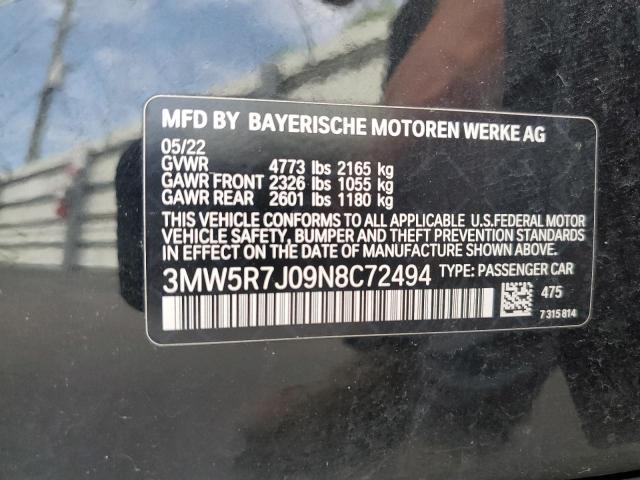 MFD BY BAYERISCHE MOTOREN WERKE AG
05/22
GVWR 4773 lbs 2165 kg
GAWR FRONT 2326 lbs 1055 kg
GAWR REAR 2601 lbs 1180 kg
THIS VEHICLE CONFORMS TO ALL APPLICABLE U.S.FEDERAL MOTOR
VEHICLE SAFETY, BUMPER AND THEFT PREVENTION STANDARDS
IN EFFECT ON THE DATE OF MANUFACTURE SHOWN ABOVE.
3MW5R7J09N8C72494 TYPE: PASSENGER CAR
475
7315814